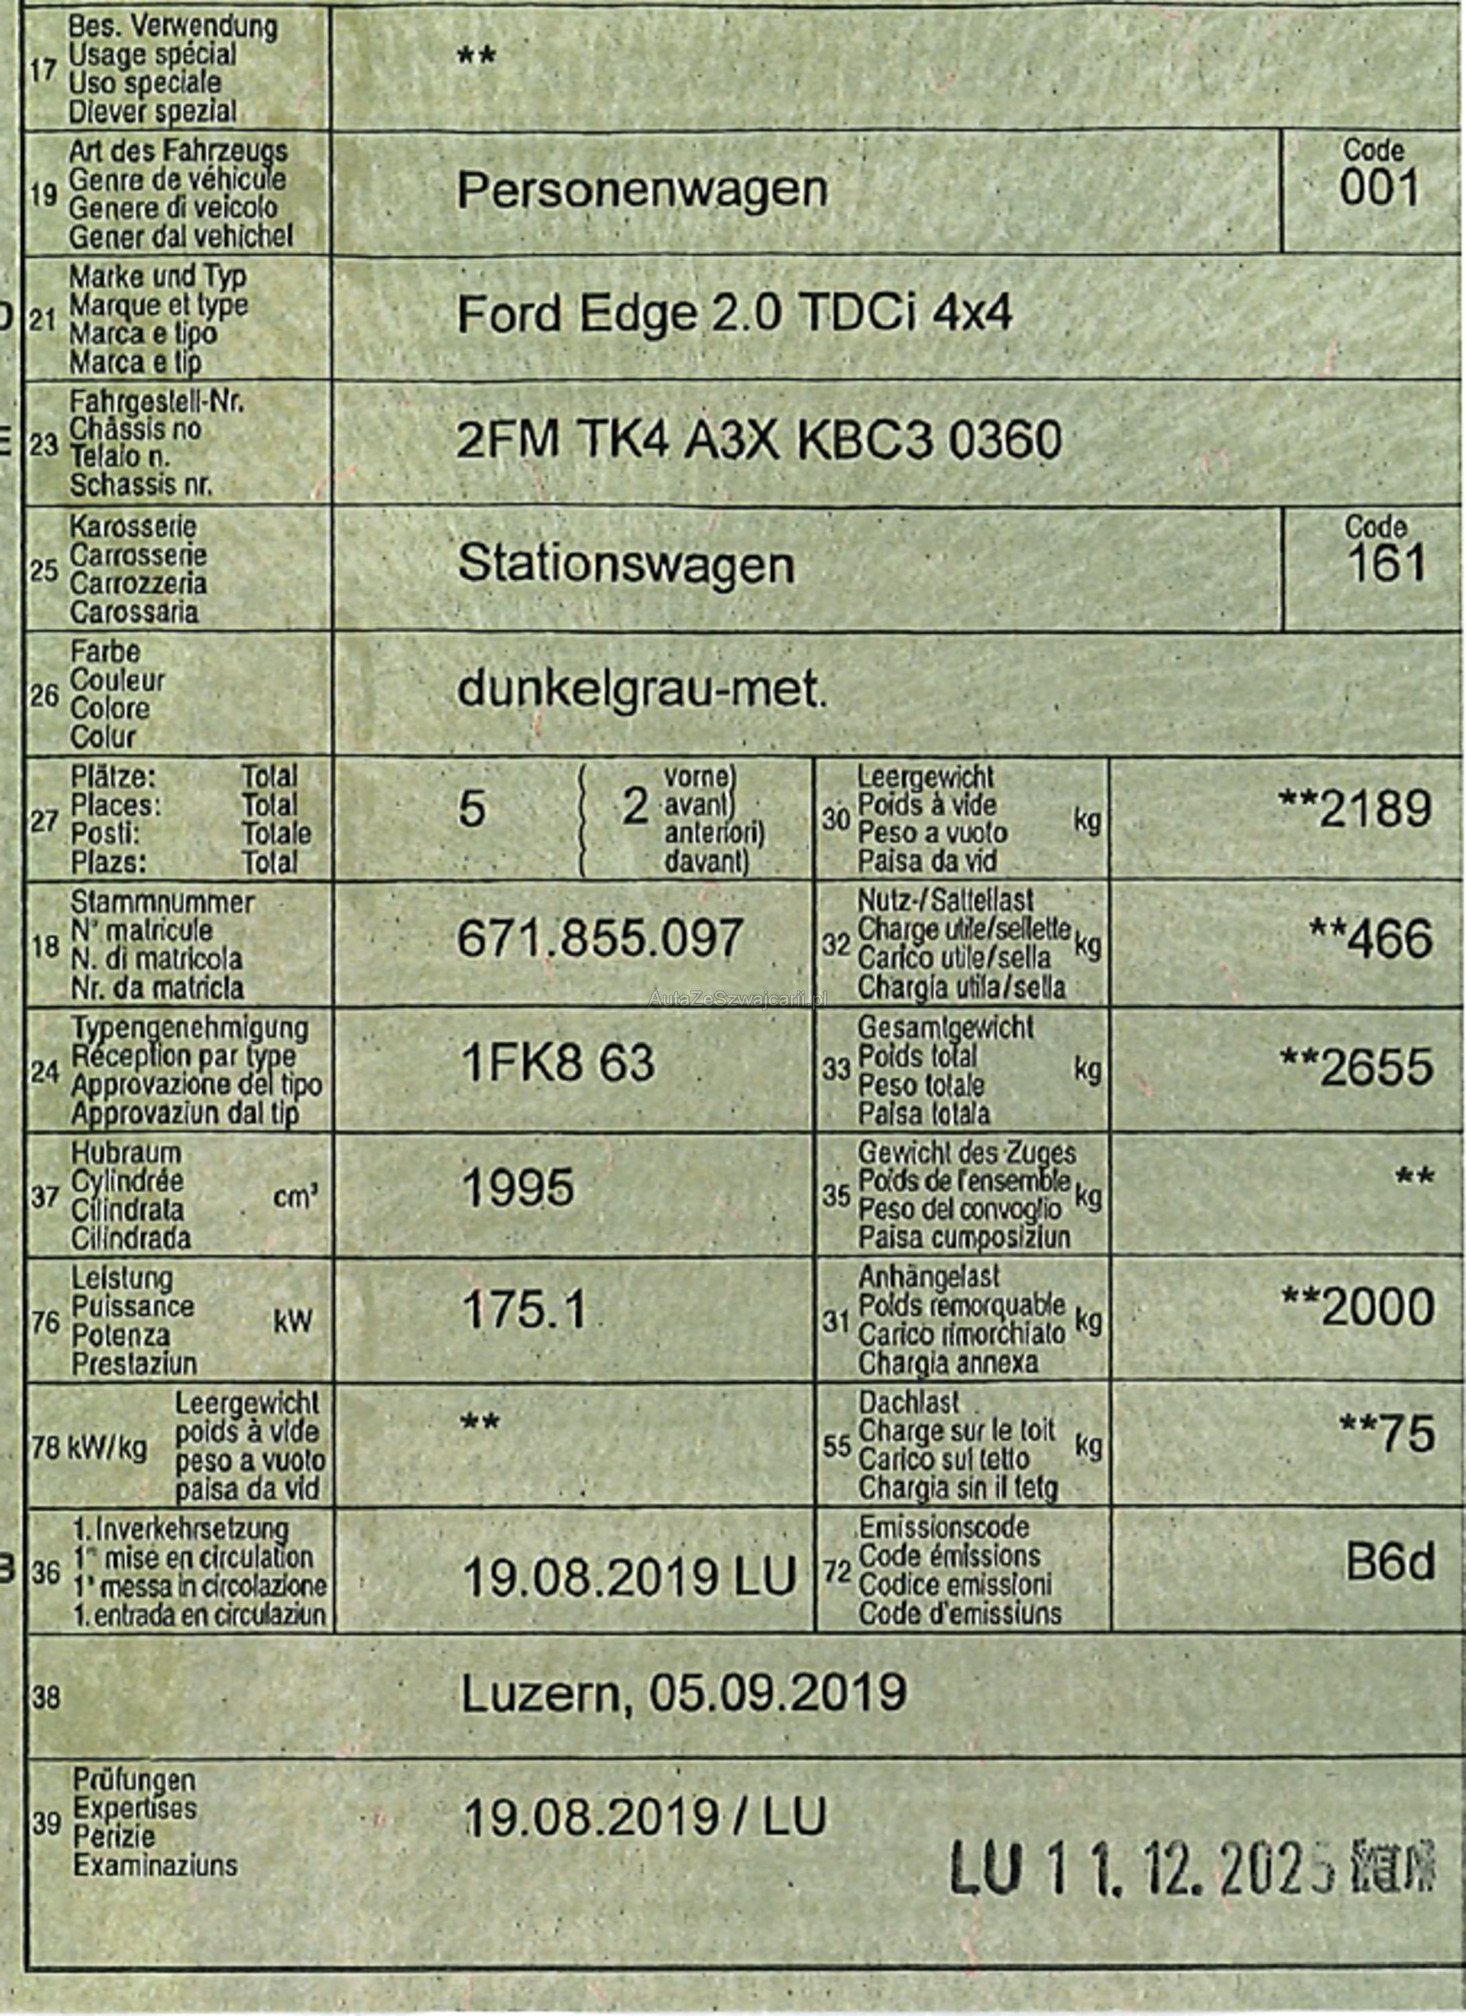 17 Bes. Verwendung
Usage spécial
Uso speciale
Diever spezial
**
19 Art des Fahrzeugs
Genre de véhicule
Genere di veicolo
Gener dal vehichel
Personenwagen
Code
001
D 21 Marke und Typ
Marque et type
Marca e tipo
Marca e tip
Ford Edge 2.0 TDCi 4x4
E 23 Fahrgestell-Nr.
Châssis no
Telaio n.
Schassis nr.
2FM TK4 A3X KBC3 0360
25 Karosserie
Carrosserie
Carrozzeria
Carossaria
Stationswagen
Code
161
26 Farbe
Couleur
Colore
Colur
dunkelgrau-met.
27 Plätze: Total
Places: Total
Posti: Totale
Plazs: Total
5 ( 2 vorne)
( avant)
( anteriori)
( davant)
30 Leergewicht
Poids à vide
Peso a vuoto
Paisa da vid
kg
**2189
18 Stammnummer
N° matricule
N. di matricola
Nr. da matricla
671.855.097
32 Nutz-/Sattellast
Charge utile/sellette
Carico utile/sella
Chargia utila/sella
kg
**466
AutaZeSzwajcarii.pl
24 Typengenehmigung
Réception par type
Approvazione del tipo
Approvaziun dal tip
1FK8 63
33 Gesamtgewicht
Poids total
Peso totale
Paisa totala
kg
**2655
37 Hubraum
Cylindrée
Cilindrata
Cilindrada
cm³
1995
35 Gewicht des Zuges
Poids de l'ensemble
Peso del convoglio
Paisa cumposiziun
kg
**
76 Leistung
Puissance
Potenza
Prestaziun
kW
175.1
31 Anhängelast
Poids remorquable
Carico rimorchiato
Chargia annexa
kg
**2000
78 kW/kg Leergewicht
poids à vide
peso a vuoto
paisa da vid
**
55 Dachlast
Charge sur le toit
Carico sul tetto
Chargia sin il tetg
kg
**75
B 36 1. Inverkehrsetzung
1re mise en circulation
1a messa in circolazione
1. entrada en circulaziun
19.08.2019 LU
72 Emissionscode
Code émissions
Codice emissioni
Code d'emissiuns
B6d
38
Luzern, 05.09.2019
39 Prüfungen
Expertises
Perizie
Examinaziuns
19.08.2019 / LU
LU 11.12.2025